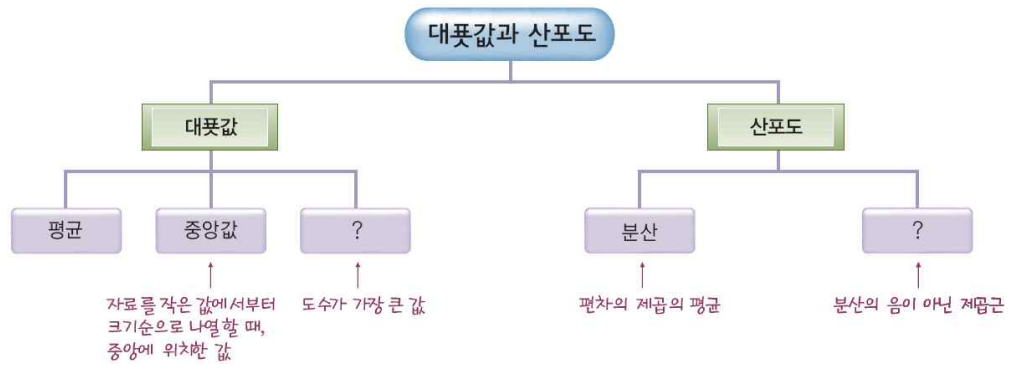 대푯값과 산포도
대푯값
산포도
평균
중앙값
?
분산
?
자료를 작은 값에서부터
크기순으로 나열할 때,
중앙에 위치한 값
도수가 가장 큰 값
편차의 제곱의 평균
분산의 음이 아닌 제곱근